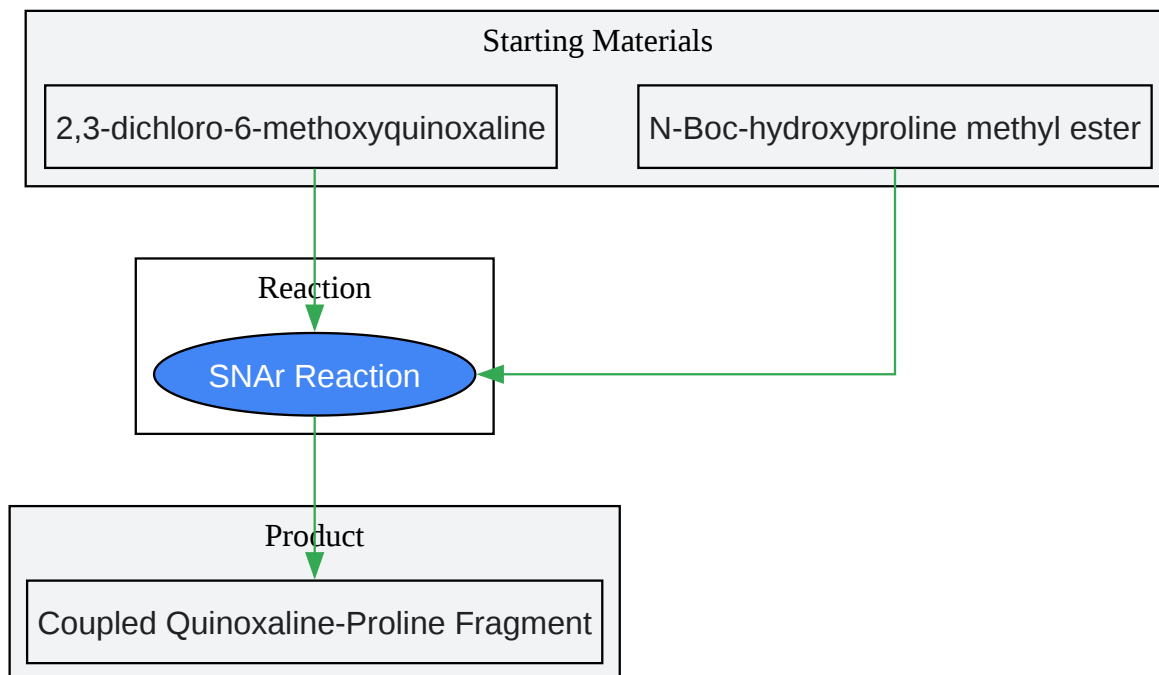 Starting Materials
2,3-dichloro-6-methoxyquinoxaline
N-Boc-hydroxyproline methyl ester
Reaction
SNAr Reaction
Product
Coupled Quinoxaline-Proline Fragment